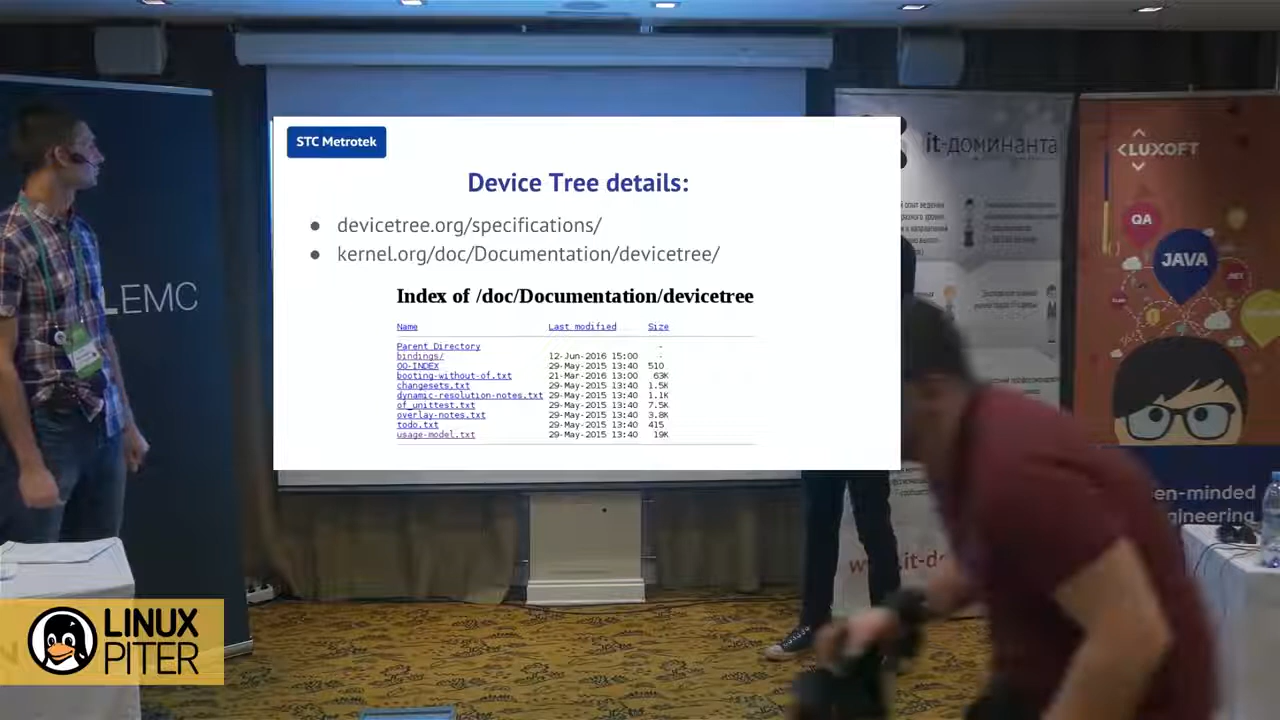 STC Metrotek
Device Tree details:
● devicetree.org/specifications/
● kernel.org/doc/Documentation/devicetree/
Index of /doc/Documentation/devicetree
Name Last modified Size
Parent Directory -
bindings/ 12-Jun-2016 15:00 -
00-INDEX 29-May-2015 13:40 510
booting-without-of.txt 21-Mar-2016 13:00 63K
changesets.txt 29-May-2015 13:40 1.5K
dynamic-resolution-notes.txt 29-May-2015 13:40 1.1K
of_unittest.txt 29-May-2015 13:40 7.5K
overlay-notes.txt 29-May-2015 13:40 3.8K
todo.txt 29-May-2015 13:40 415
usage-model.txt 29-May-2015 13:40 19K
LEMC
it-доминанта
<LUXOFT
QA
JAVA
.NET
en-minded
gineering
www.it-d
LINUX
PITER